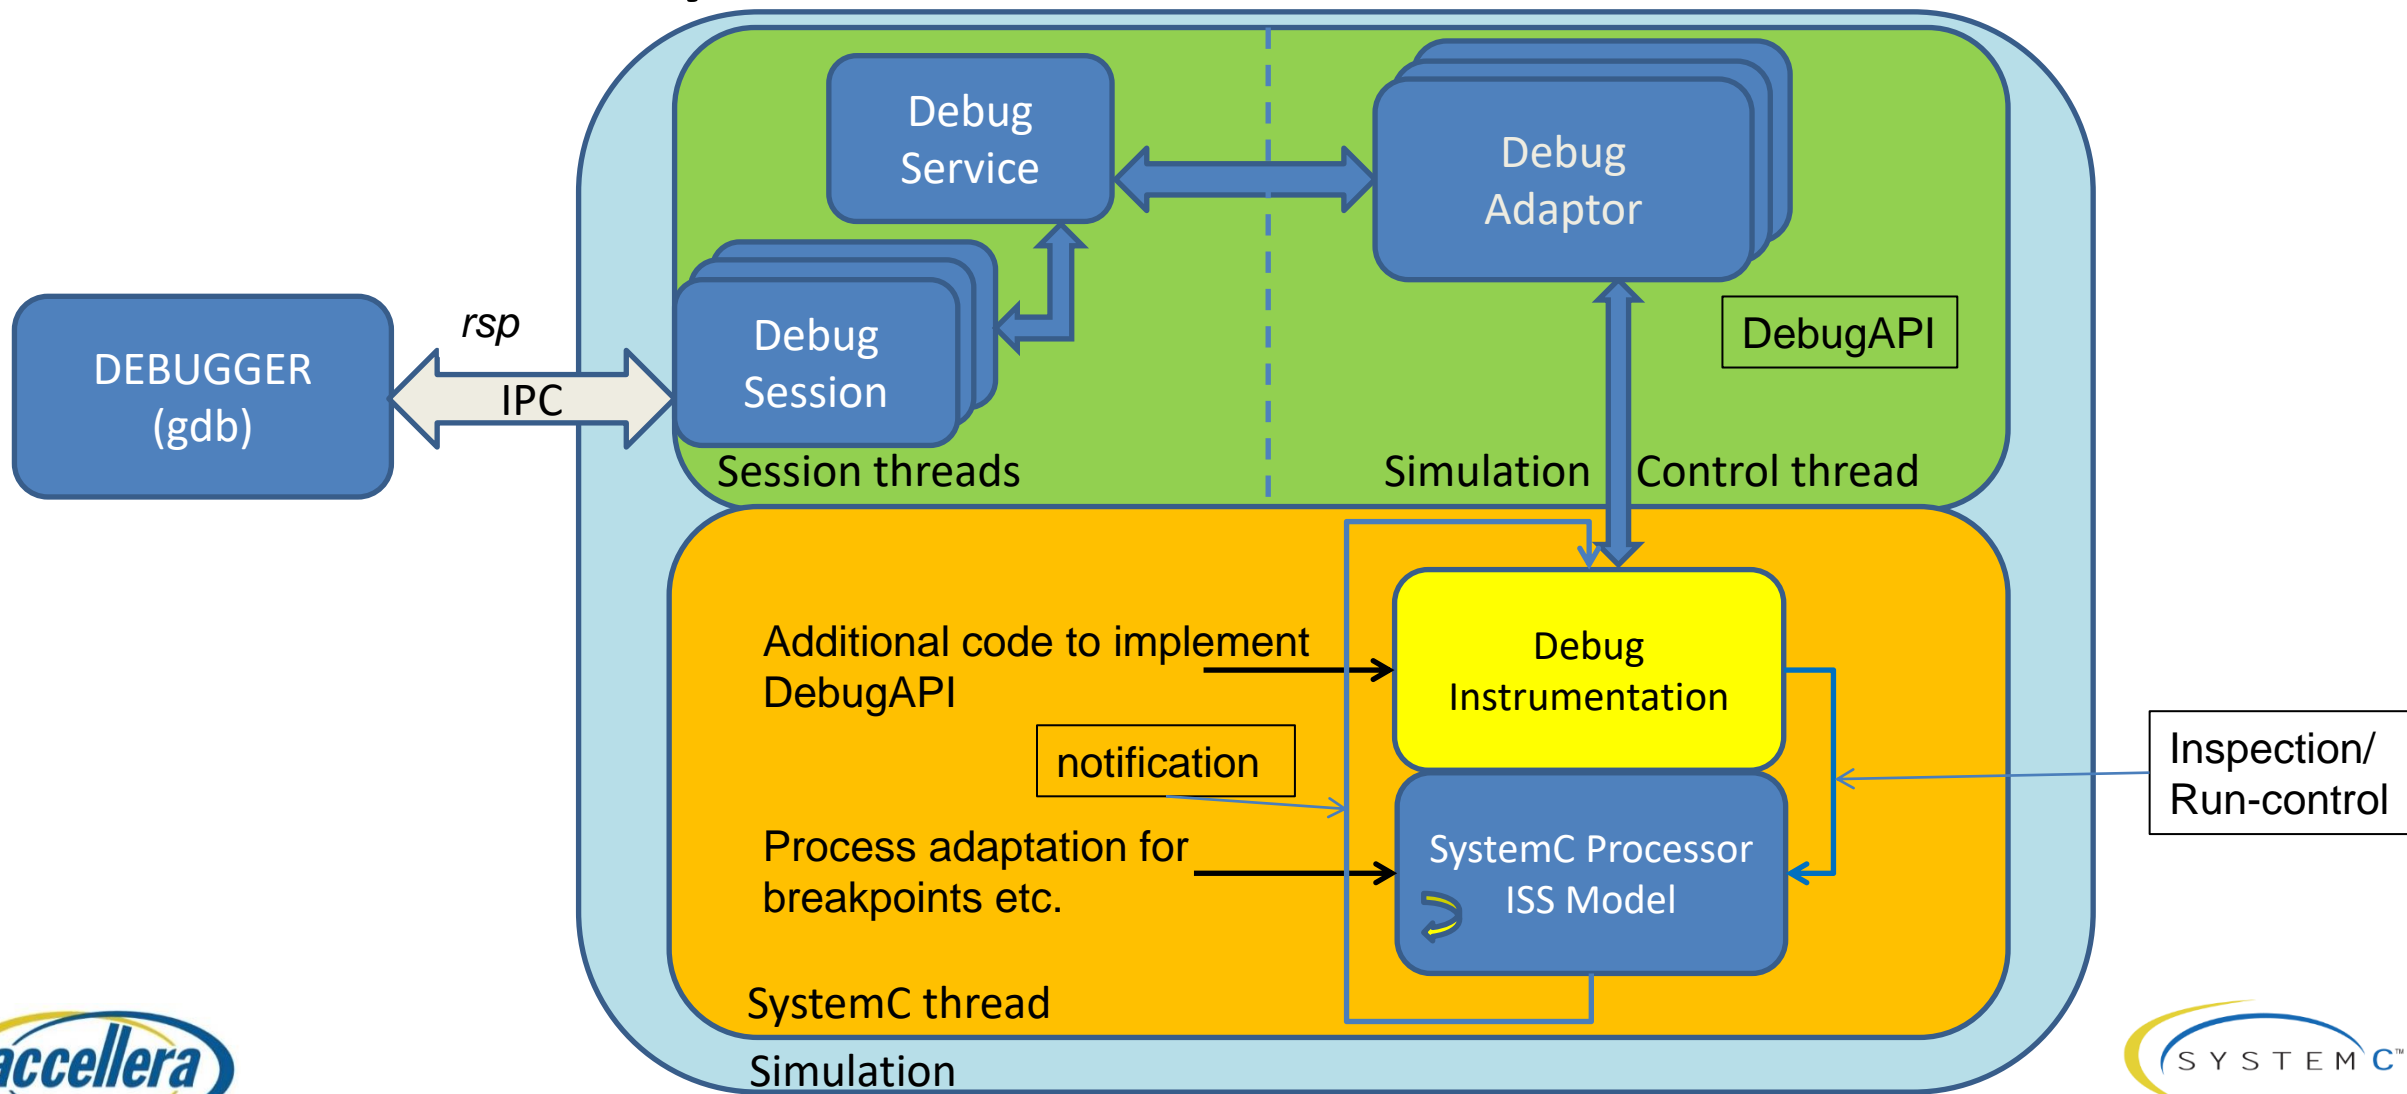 Debug
Service
Debug
Adaptor
rsp
DEBUGGER
(gdb)
IPC
Debug
Session
DebugAPI
Session threads
Simulation Control thread
Additional code to implement
DebugAPI
Debug
Instrumentation
notification
Inspection/
Run-control
Process adaptation for
breakpoints etc.
SystemC Processor
ISS Model
SystemC thread
Simulation
accellera
SYSTEM C™